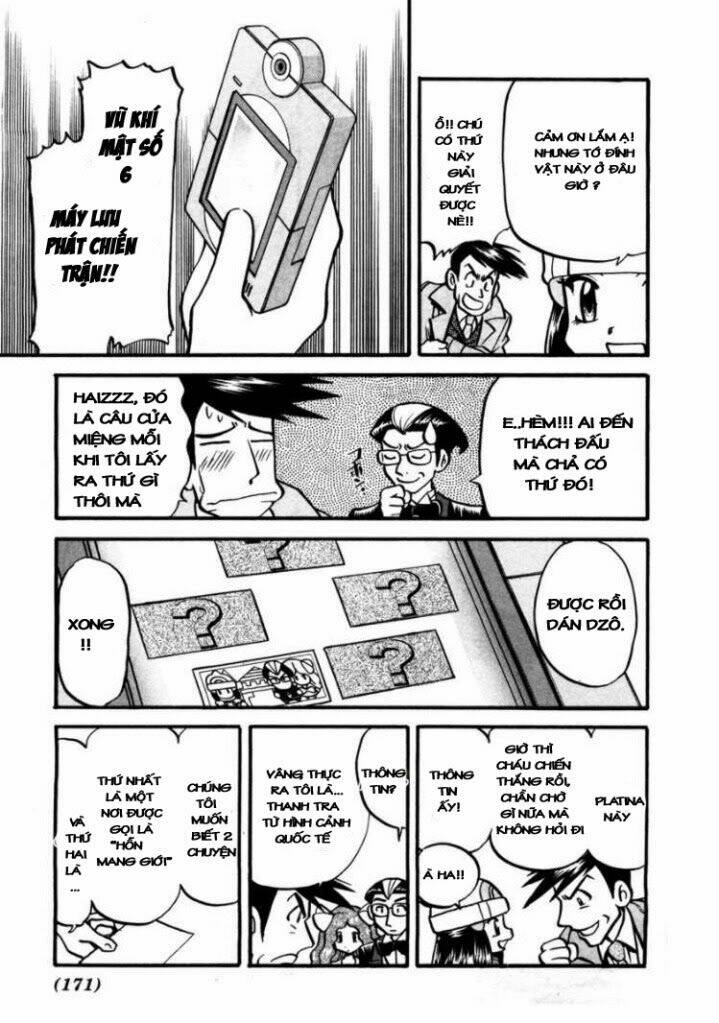 CẢM ƠN LẮM Ạ!
NHƯNG TỚ ĐÍNH
VẬT NÀY Ở ĐÂU
GIỜ ?
Ồ!! CHÚ
CÓ THỨ
NÀY
GIẢI
QUYẾT
ĐƯỢC
NÈ!!
VŨ KHÍ
MẬT SỐ
6
MÁY LƯU
PHÁT CHIẾN
TRẬN!!
E..HÈM!!! AI ĐẾN
THÁCH ĐẤU
MÀ CHẢ CÓ
THỨ ĐÓ!
HAIZZZ, ĐÓ
LÀ CÂU CỬA
MIỆNG MỖI
KHI TÔI LẤY
RA THỨ GÌ
THÔI MÀ
ĐƯỢC RỒI
DÁN DZÔ.
?
?
?
?
XONG
!!
PLATINA
NÀY
GIỜ THÌ
CHÁU CHIẾN
THẮNG RỒI,
CHẦN CHỜ
GÌ NỮA MÀ
KHÔNG HỎI ĐI
THÔNG
TIN
ẤY!
À HA!!
THÔNG
TIN?
VÂNG THỰC
RA TÔI LÀ...
THANH TRA
TỪ HÌNH CẢNH
QUỐC TẾ
CHÚNG
TÔI
MUỐN
BIẾT 2
CHUYỆN
THỨ NHẤT
LÀ MỘT
NƠI ĐƯỢC
GỌI LÀ
"HỖN
MANG GIỚI"
VÀ
THỨ
HAI LÀ
...
(171)